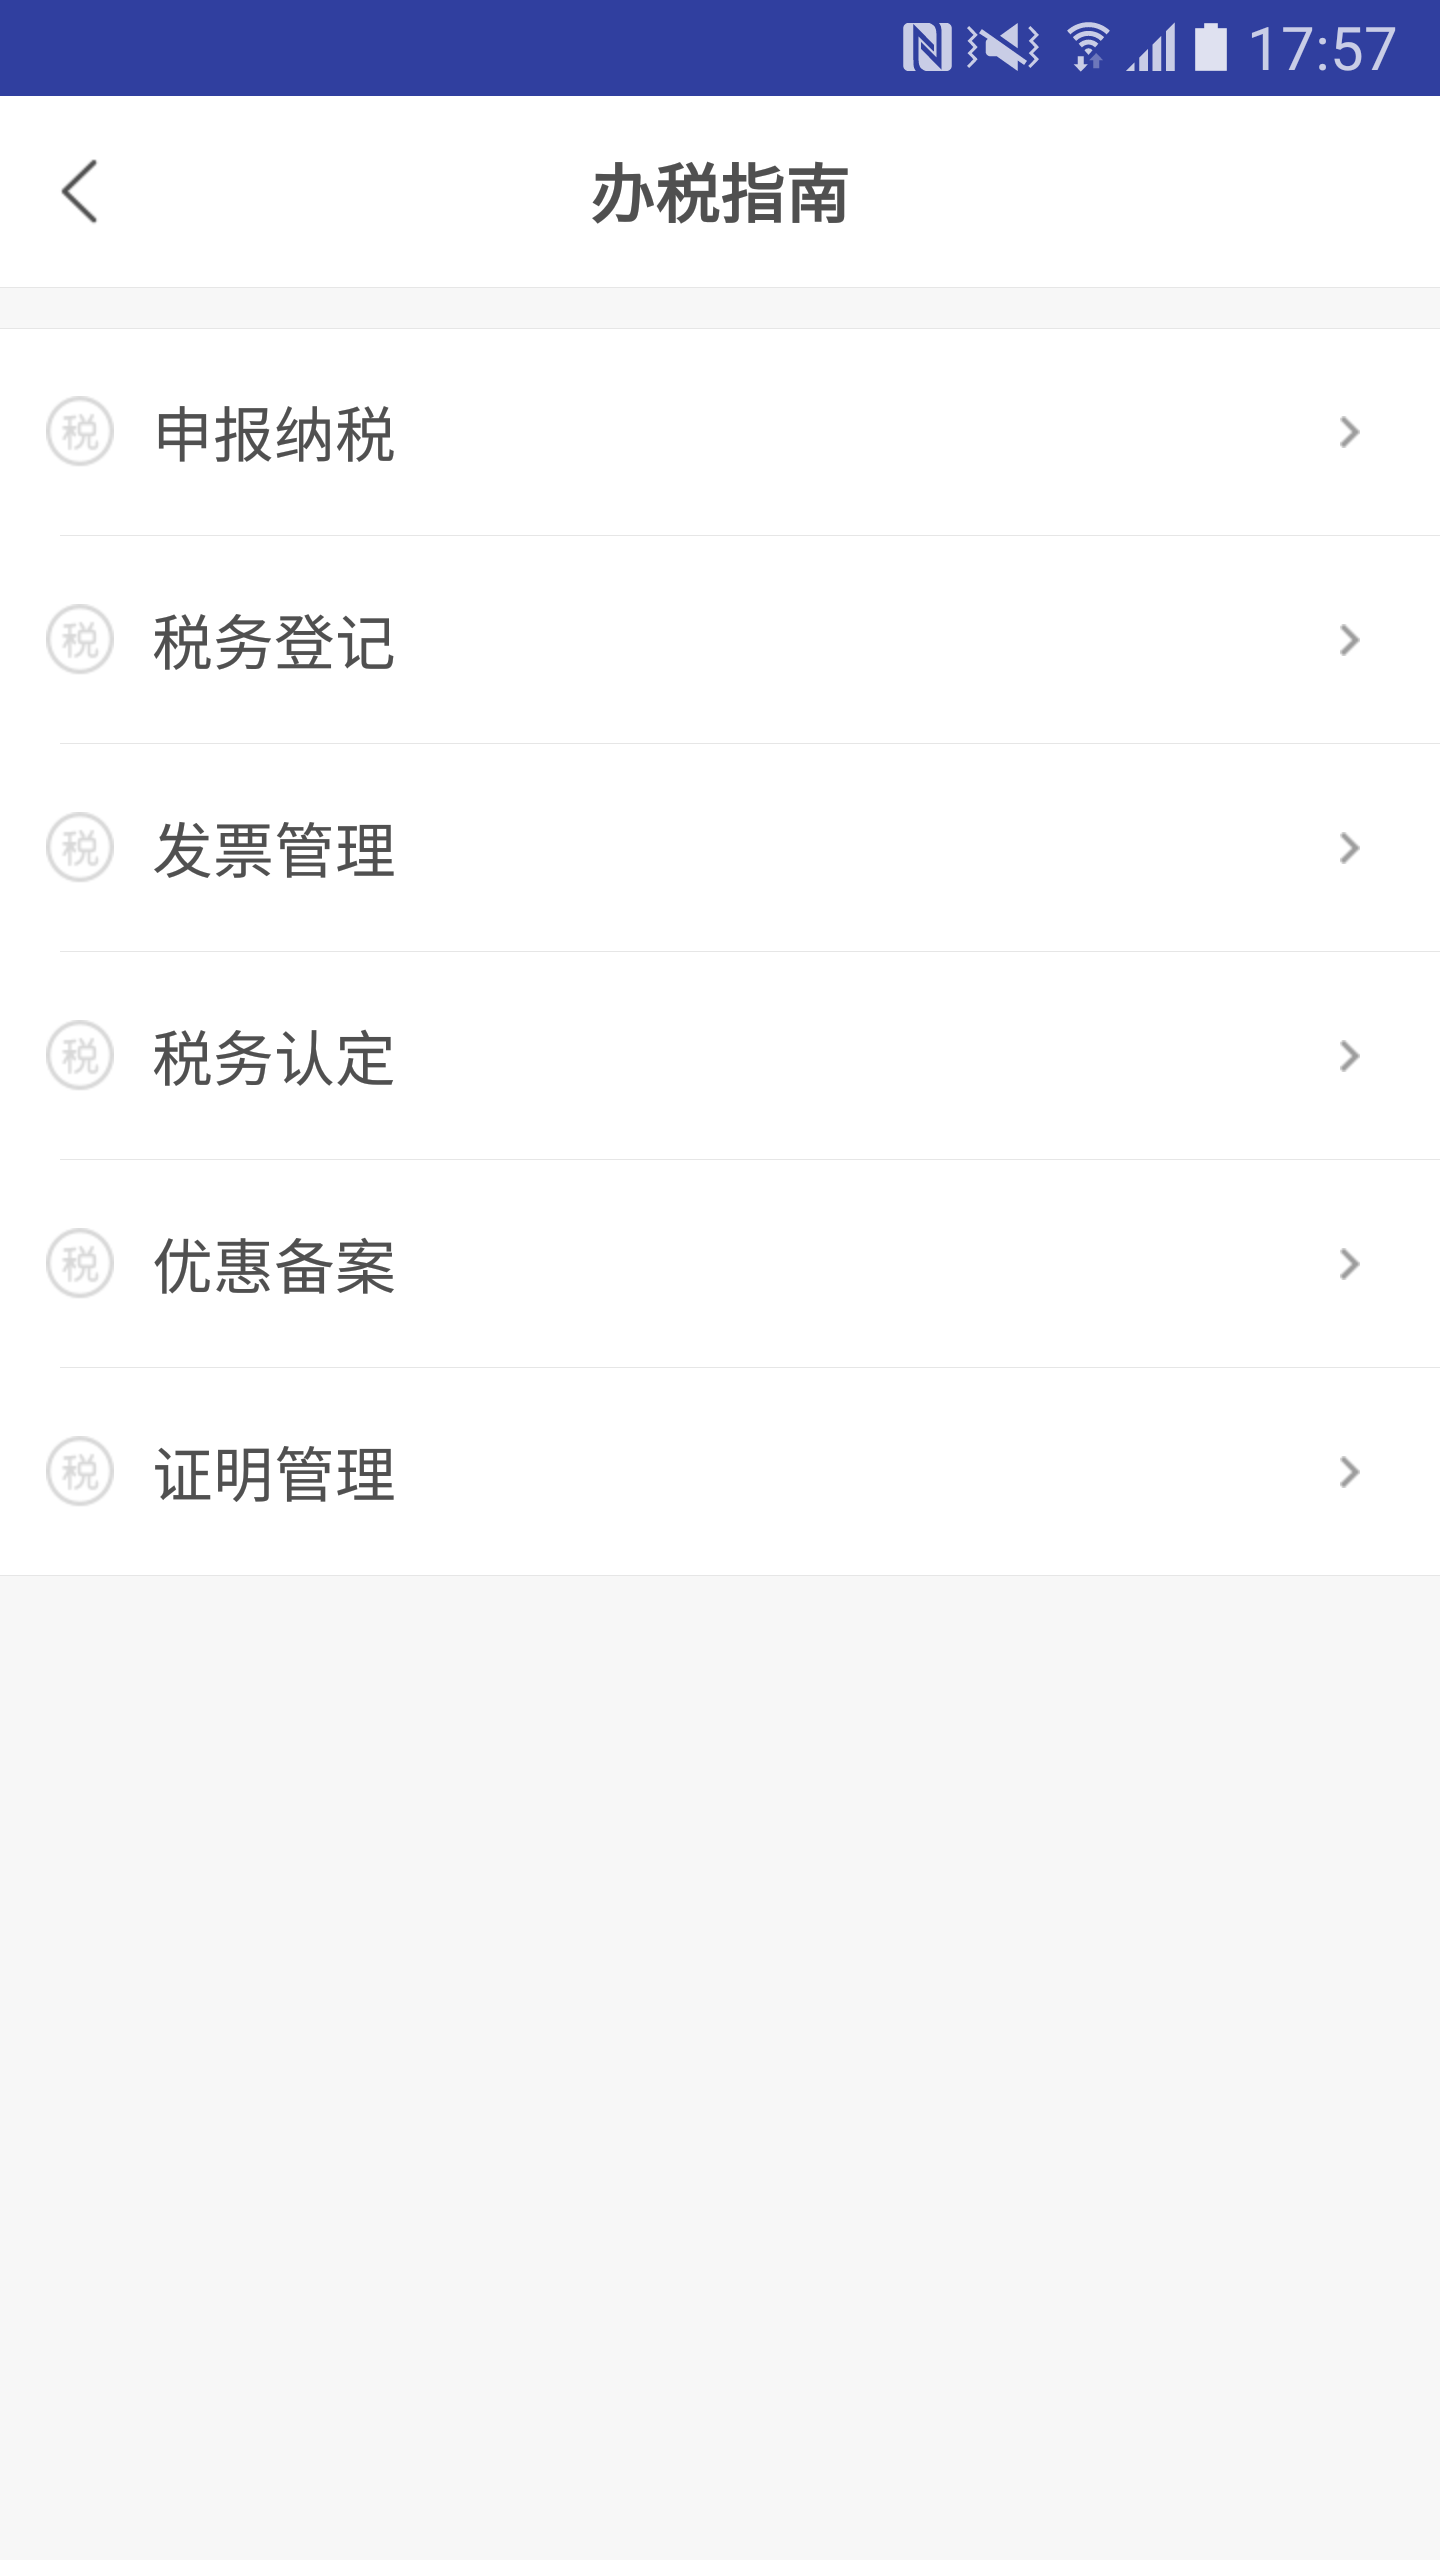 17:57
办税指南
税 申报纳税
税 税务登记
税 发票管理
税 税务认定
税 优惠备案
税 证明管理